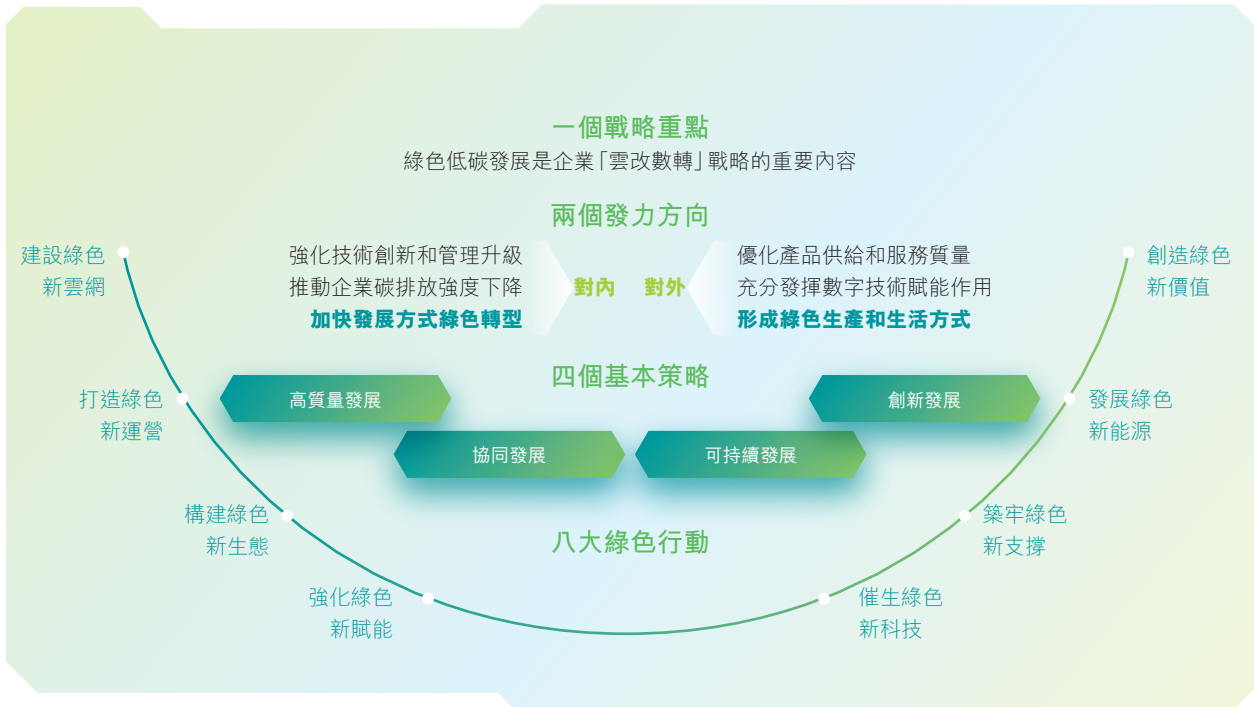 一個戰略重點
綠色低碳發展是企業「雲改數轉」戰略的重要內容
兩個發力方向
強化技術創新和管理升級
推動企業碳排放強度下降
加快發展方式綠色轉型
對內
對外
優化產品供給和服務質量
充分發揮數字技術賦能作用
形成綠色生產和生活方式
四個基本策略
高質量發展
協同發展
可持續發展
創新發展
八大綠色行動
建設綠色
新雲網
打造綠色
新運營
構建綠色
新生態
強化綠色
新賦能
催生綠色
新科技
築牢綠色
新支撐
發展綠色
新能源
創造綠色
新價值